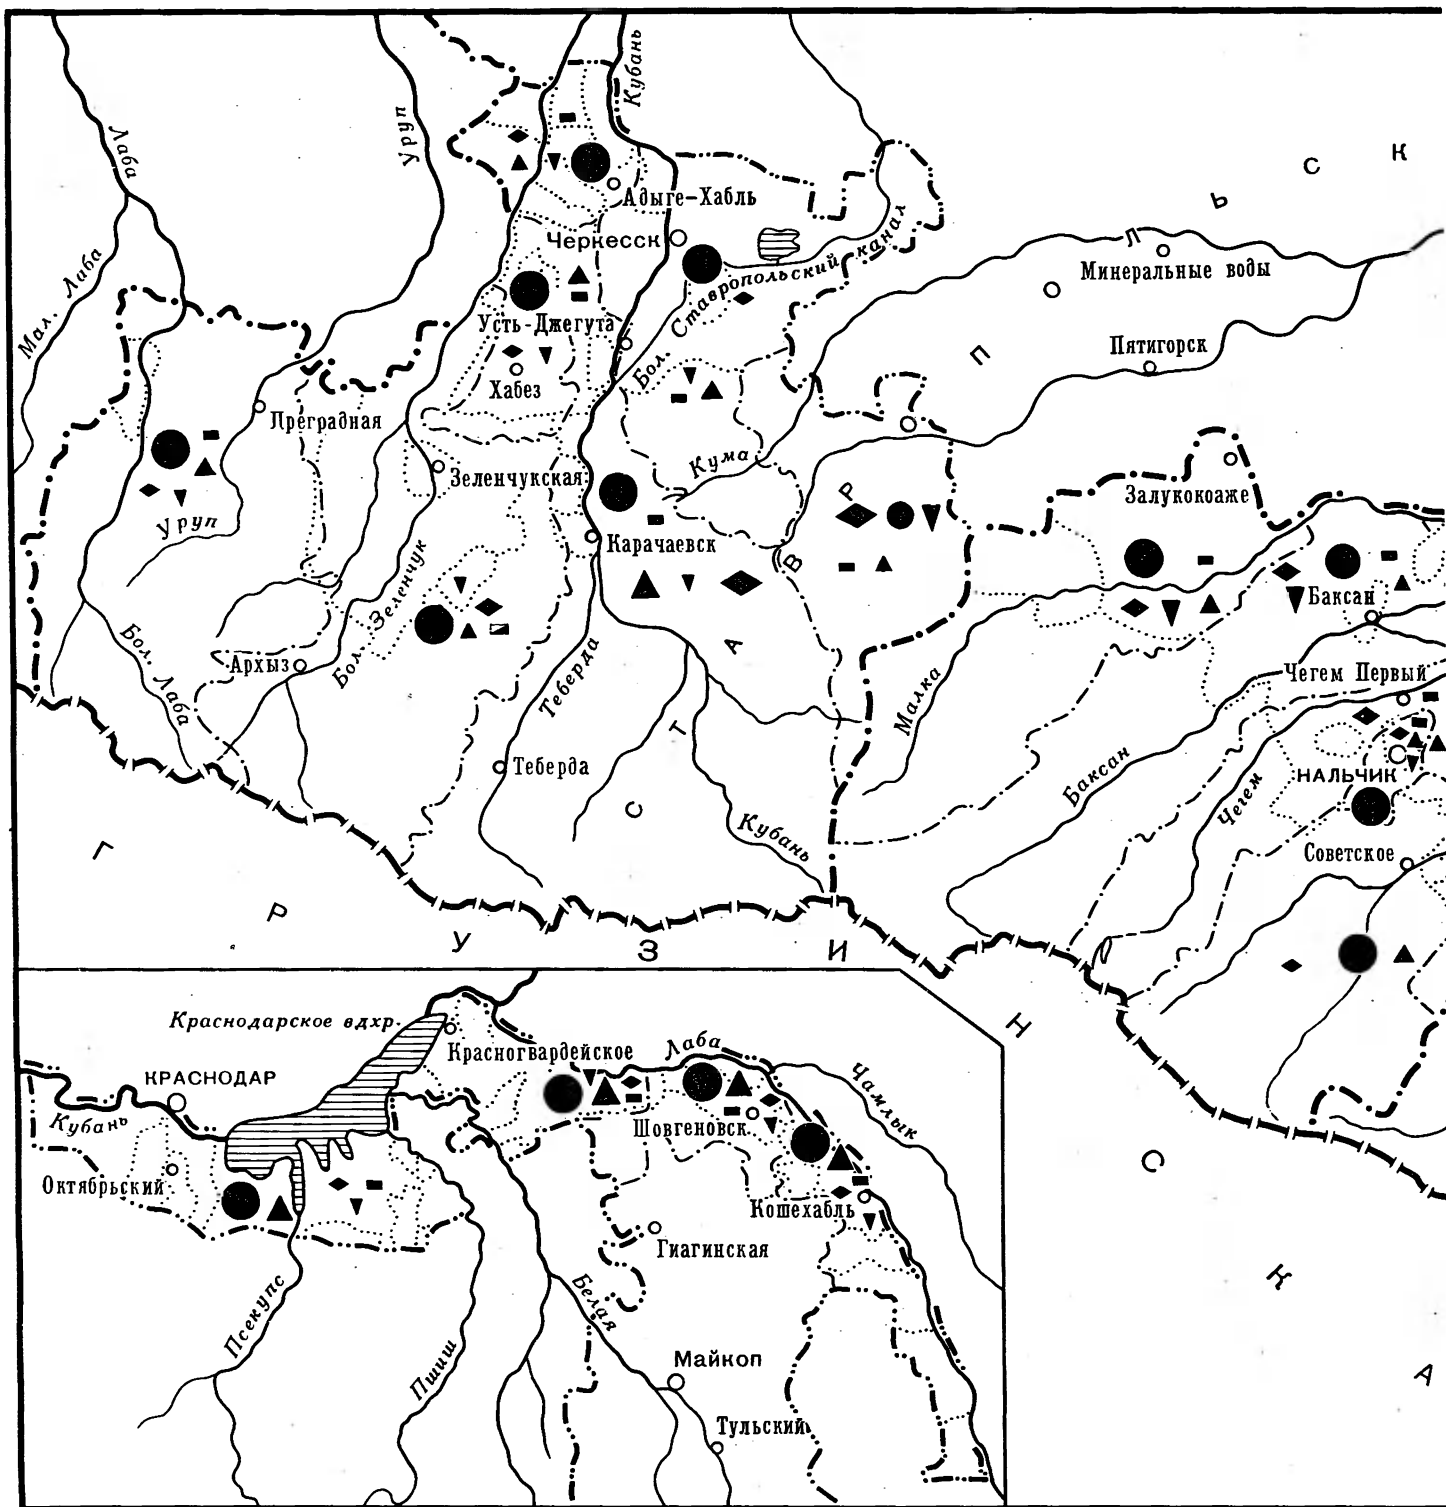 Кубань
Лаба
Уруп
С К
Ь
Адыге-Хабль
Черкесск
Л
Мал. Лаба
Бол. Ставропольский канал
Минеральные воды
Усть-Джегута
П
Пятигорск
Хабез
Преградная
Кума
Зеленчукская
Залукокоаже
Р
Уруп
Карачаевск
В
Баксан
Бол. Зеленчук
Бол. Лаба
Архыз
А
Теберда
Малка
Чегем Первый
Т
Теберда
Баксан
НАЛЬЧИК
Чегем
С
Кубань
Советское
Г
Р
У
З
И
Н
С
К
А
Краснодарское вдхр.
Красногвардейское
Лаба
КРАСНОДАР
Чамлык
Кубань
Шовгеновск.
Октябрьский
Кошехабль
Гиагинская
Псекупс
Белая
Пшиш
Майкоп
Тульский